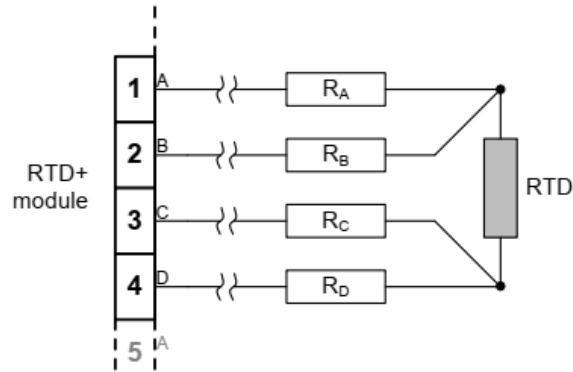 1 A R_A
2 B R_B
RTD+
module
RTD
3 C R_C
4 D R_D
5 A